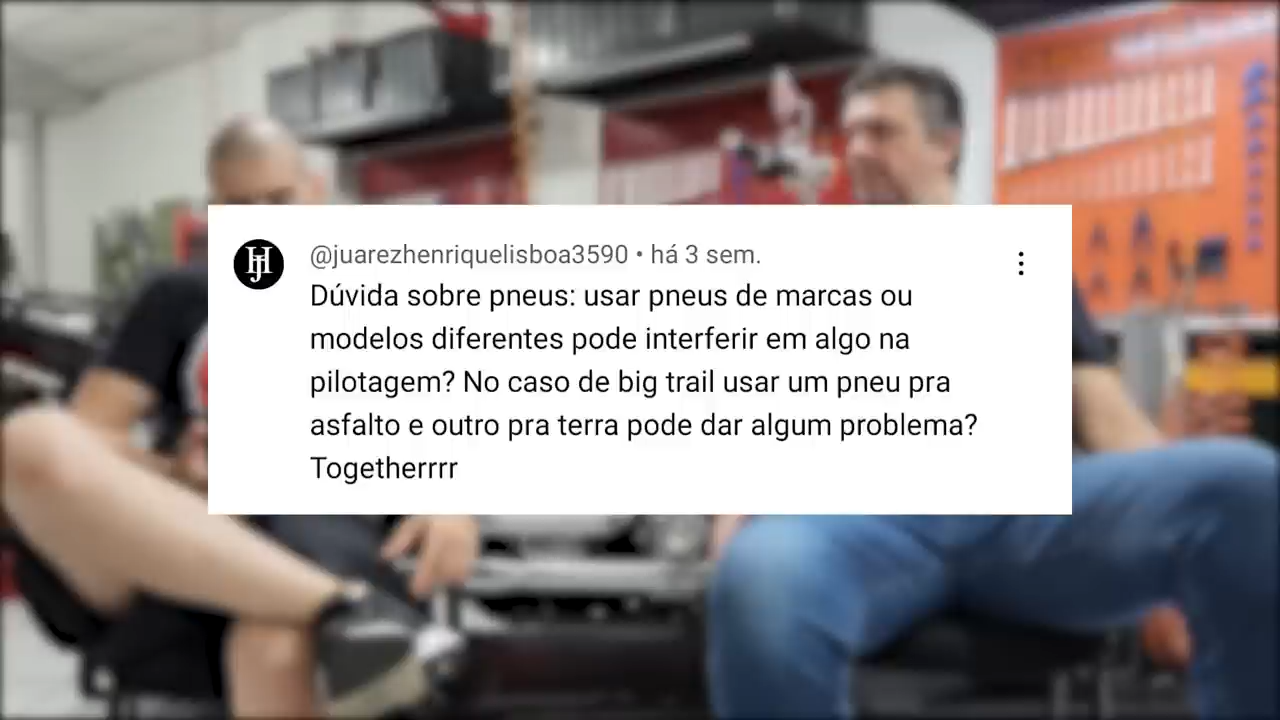 @juarezhenriquelisboa3590 • há 3 sem.
Dúvida sobre pneus: usar pneus de marcas ou
modelos diferentes pode interferir em algo na
pilotagem? No caso de big trail usar um pneu pra
asfalto e outro pra terra pode dar algum problema?
Togetherrrr